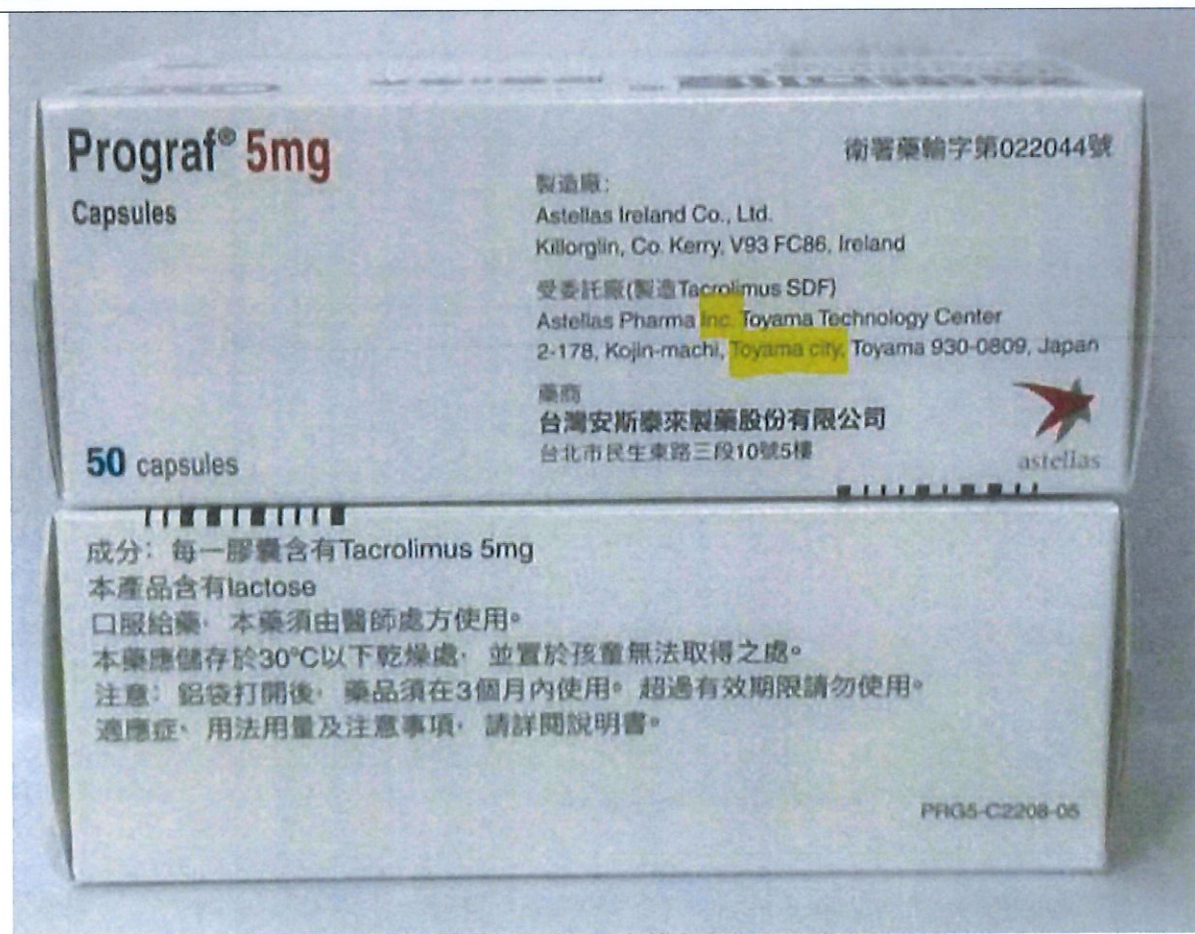 Prograf® 5mg
Capsules
衛署藥輸字第022044號
製造廠:
Astellas Ireland Co., Ltd.
Killorglin, Co. Kerry, V93 FC86, Ireland
受委託廠(製造Tacrolimus SDF)
Astellas Pharma Inc. Toyama Technology Center
2-178, Kojin-machi, Toyama city, Toyama 930-0809, Japan
藥商
台灣安斯泰來製藥股份有限公司
台北市民生東路三段10號5樓
50 capsules
astellas
成分：每一膠囊含有Tacrolimus 5mg
本產品含有lactose
口服給藥，本藥須由醫師處方使用。
本藥應儲存於30°C以下乾燥處，並置於孩童無法取得之處。
注意：鋁袋打開後，藥品須在3個月內使用。超過有效期限請勿使用。
適應症、用法用量及注意事項，請詳閱說明書。
PRG5-C2208-05